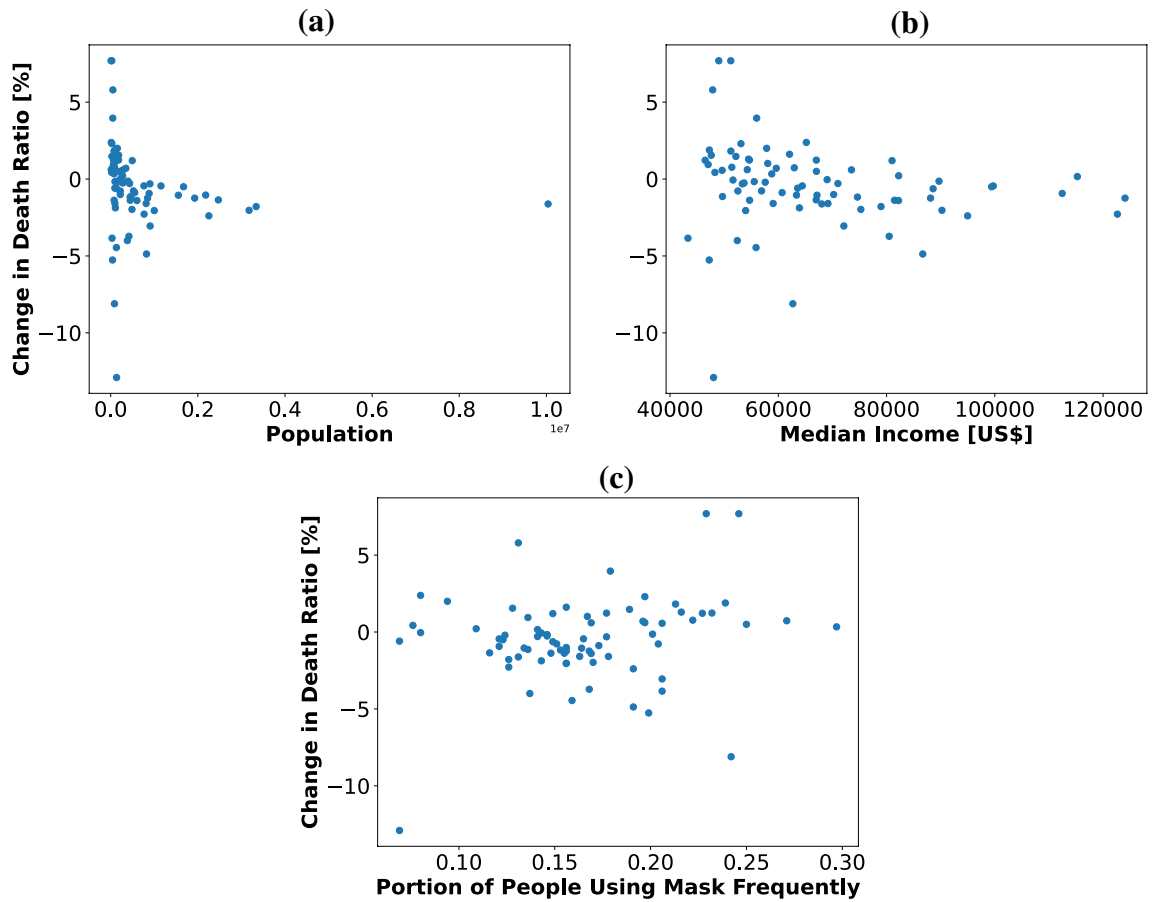 (a)
Change in Death Ratio [%]
5
0
−5
−10
0.0 0.2 0.4 0.6 0.8 1.0
1e7
Population
(b)
5
0
−5
−10
40000 60000 80000 100000 120000
Median Income [US$]
(c)
Change in Death Ratio [%]
5
0
−5
−10
0.10 0.15 0.20 0.25 0.30
Portion of People Using Mask Frequently